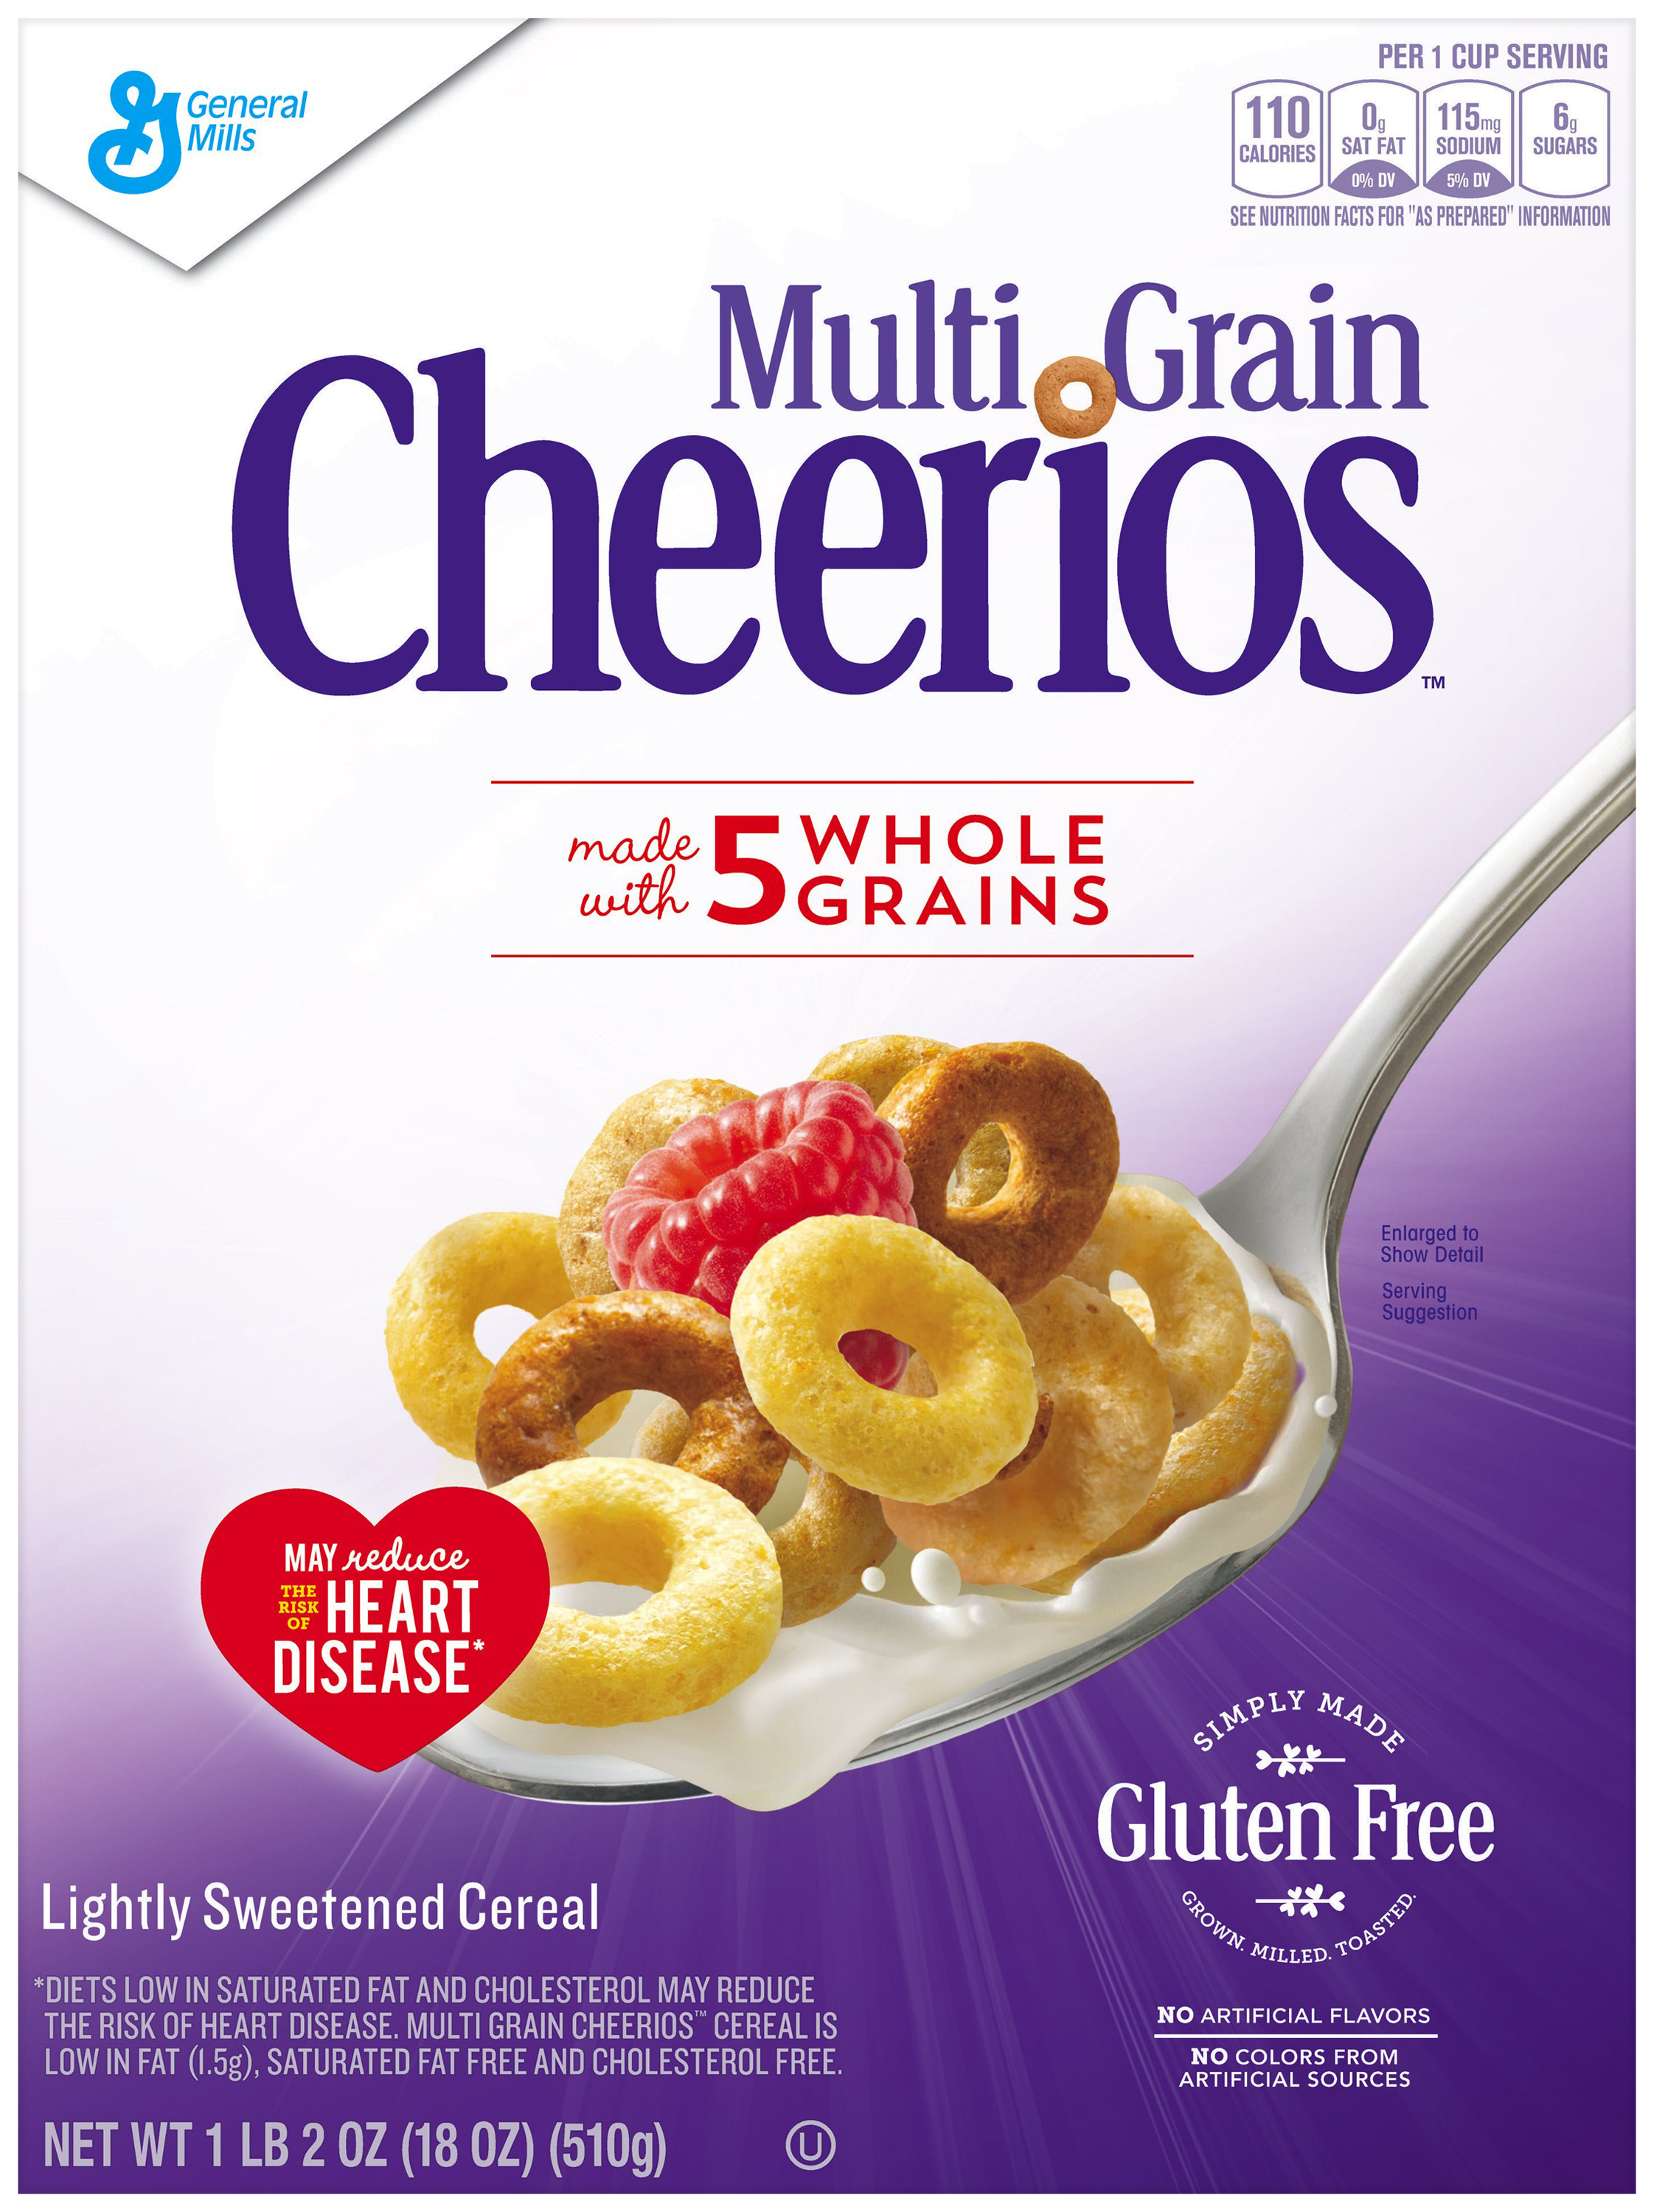 General
Mills
PER 1 CUP SERVING
110 CALORIES
0g SAT FAT 0% DV
115mg SODIUM 5% DV
6g SUGARS
SEE NUTRITION FACTS FOR "AS PREPARED" INFORMATION
Multi Grain
Cheerios™
made with 5 WHOLE GRAINS
Enlarged to
Show Detail
Serving
Suggestion
MAY reduce
THE RISK OF HEART
DISEASE*
SIMPLY MADE
Gluten Free
GROWN. MILLED. TOASTED.
Lightly Sweetened Cereal
*DIETS LOW IN SATURATED FAT AND CHOLESTEROL MAY REDUCE
THE RISK OF HEART DISEASE. MULTI GRAIN CHEERIOS™ CEREAL IS
LOW IN FAT (1.5g), SATURATED FAT FREE AND CHOLESTEROL FREE.
NO ARTIFICIAL FLAVORS
NO COLORS FROM
ARTIFICIAL SOURCES
NET WT 1 LB 2 OZ (18 OZ) (510g)
U